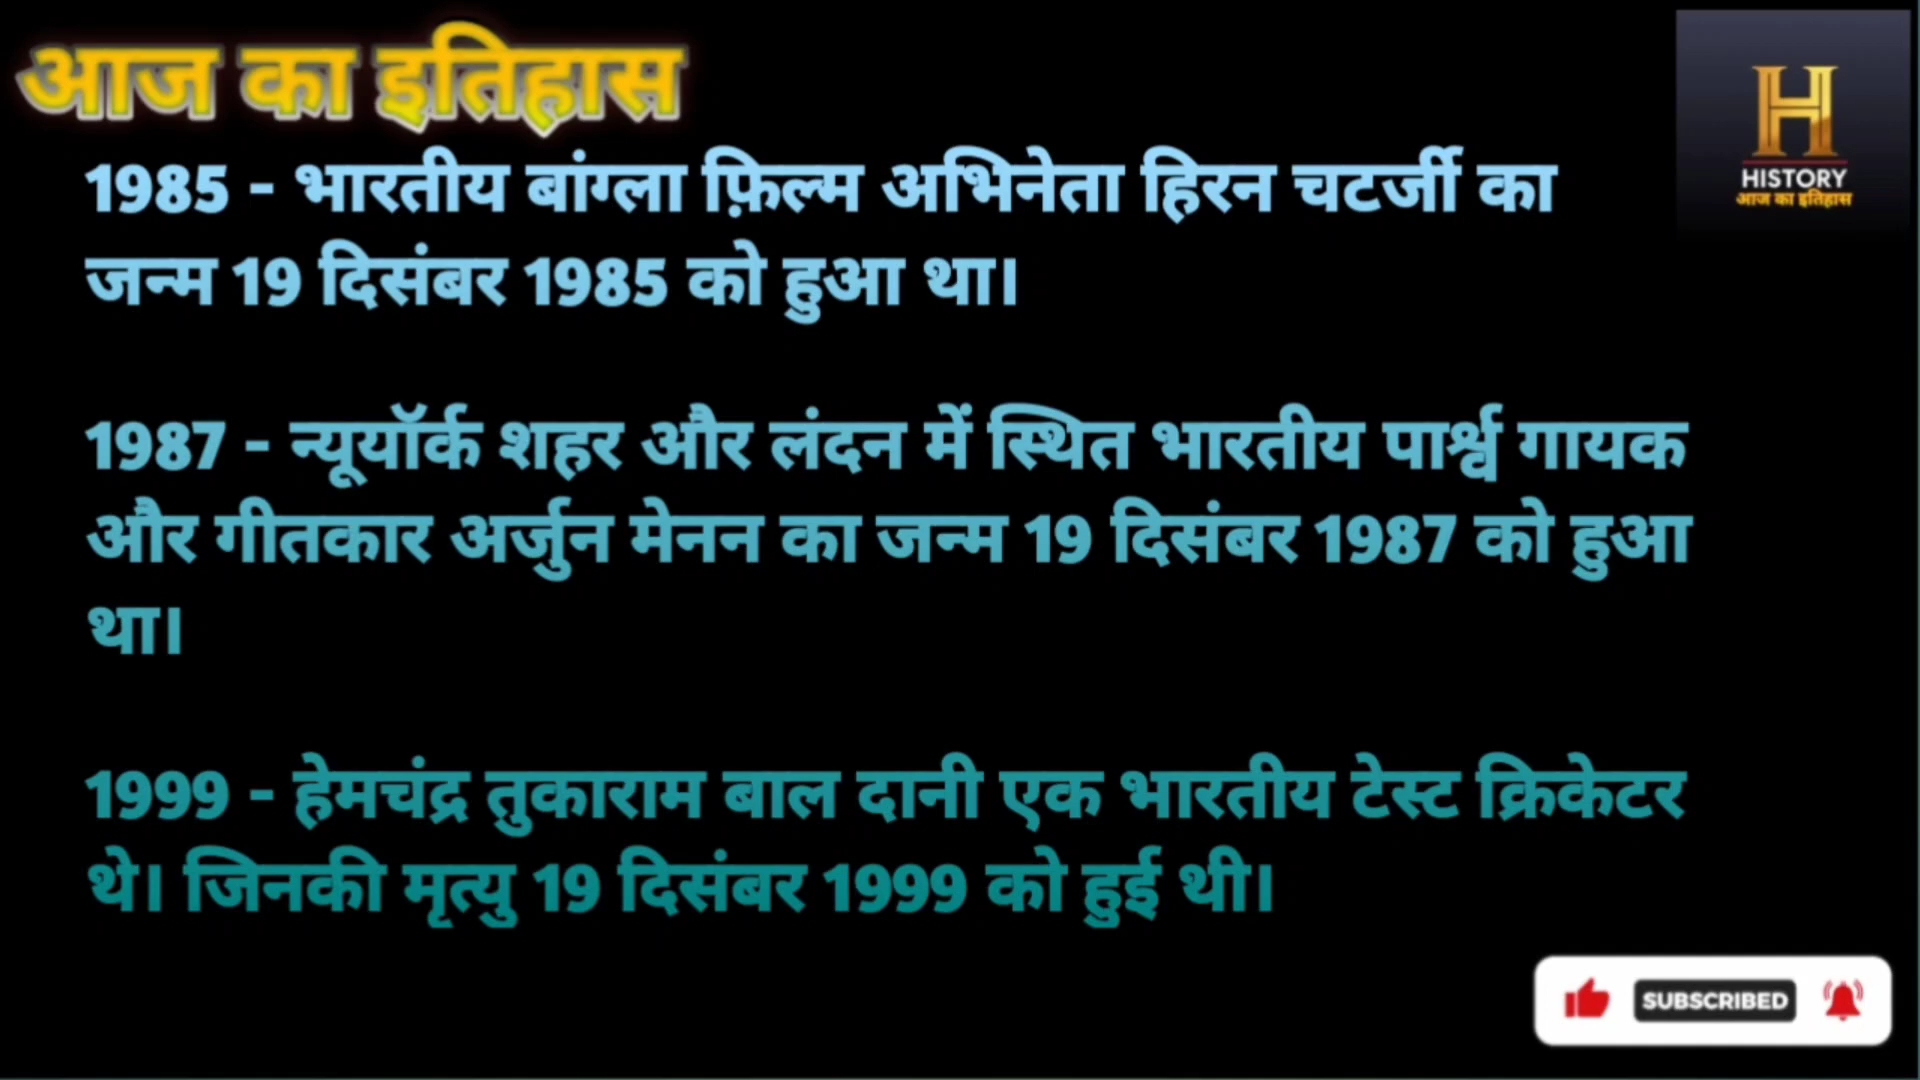 आज का इतिहास
H
HISTORY
आज का इतिहास
1985 - भारतीय बांग्ला फ़िल्म अभिनेता हिरन चटर्जी का
जन्म 19 दिसंबर 1985 को हुआ था।
1987 - न्यूयॉर्क शहर और लंदन में स्थित भारतीय पार्श्व गायक
और गीतकार अर्जुन मेनन का जन्म 19 दिसंबर 1987 को हुआ
था।
1999 - हेमचंद्र तुकाराम बाल दानी एक भारतीय टेस्ट क्रिकेटर
थे। जिनकी मृत्यु 19 दिसंबर 1999 को हुई थी।
SUBSCRIBED